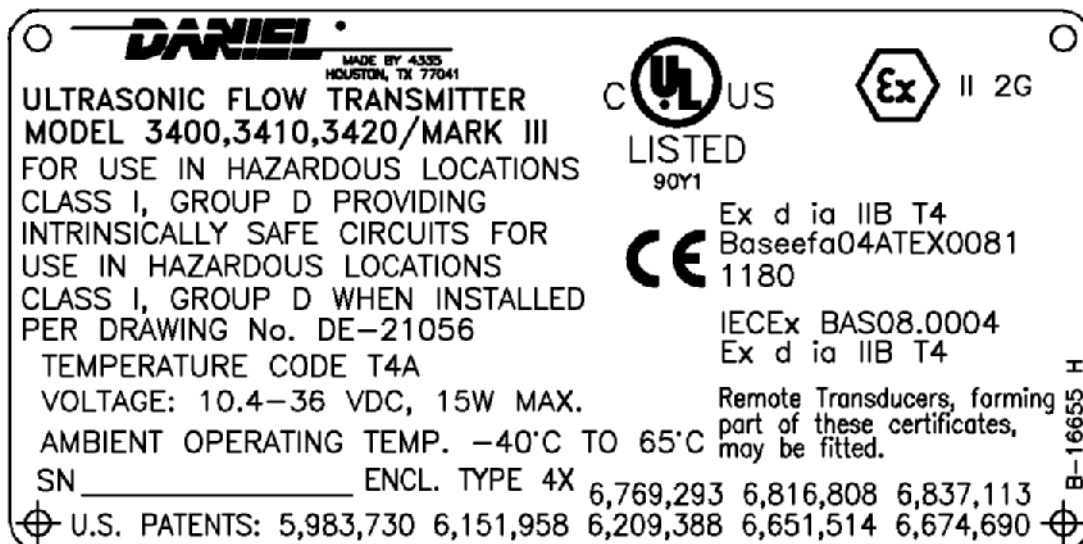 DANIEL
MADE BY 4335
HOUSTON, TX 77041
ULTRASONIC FLOW TRANSMITTER
MODEL 3400,3410,3420/MARK III
FOR USE IN HAZARDOUS LOCATIONS
CLASS I, GROUP D PROVIDING
INTRINSICALLY SAFE CIRCUITS FOR
USE IN HAZARDOUS LOCATIONS
CLASS I, GROUP D WHEN INSTALLED
PER DRAWING No. DE-21056
TEMPERATURE CODE T4A
VOLTAGE: 10.4-36 VDC, 15W MAX.
AMBIENT OPERATING TEMP. -40°C TO 65°C
SN ENCL. TYPE 4X
C UL US
LISTED
90Y1
Ex II 2G
CE
Ex d ia IIB T4
Baseefa04ATEX0081
1180
IECEx BAS08.0004
Ex d ia IIB T4
Remote Transducers, forming
part of these certificates,
may be fitted.
6,769,293 6,816,808 6,837,113
U.S. PATENTS: 5,983,730 6,151,958 6,209,388 6,651,514 6,674,690
B-16655 H